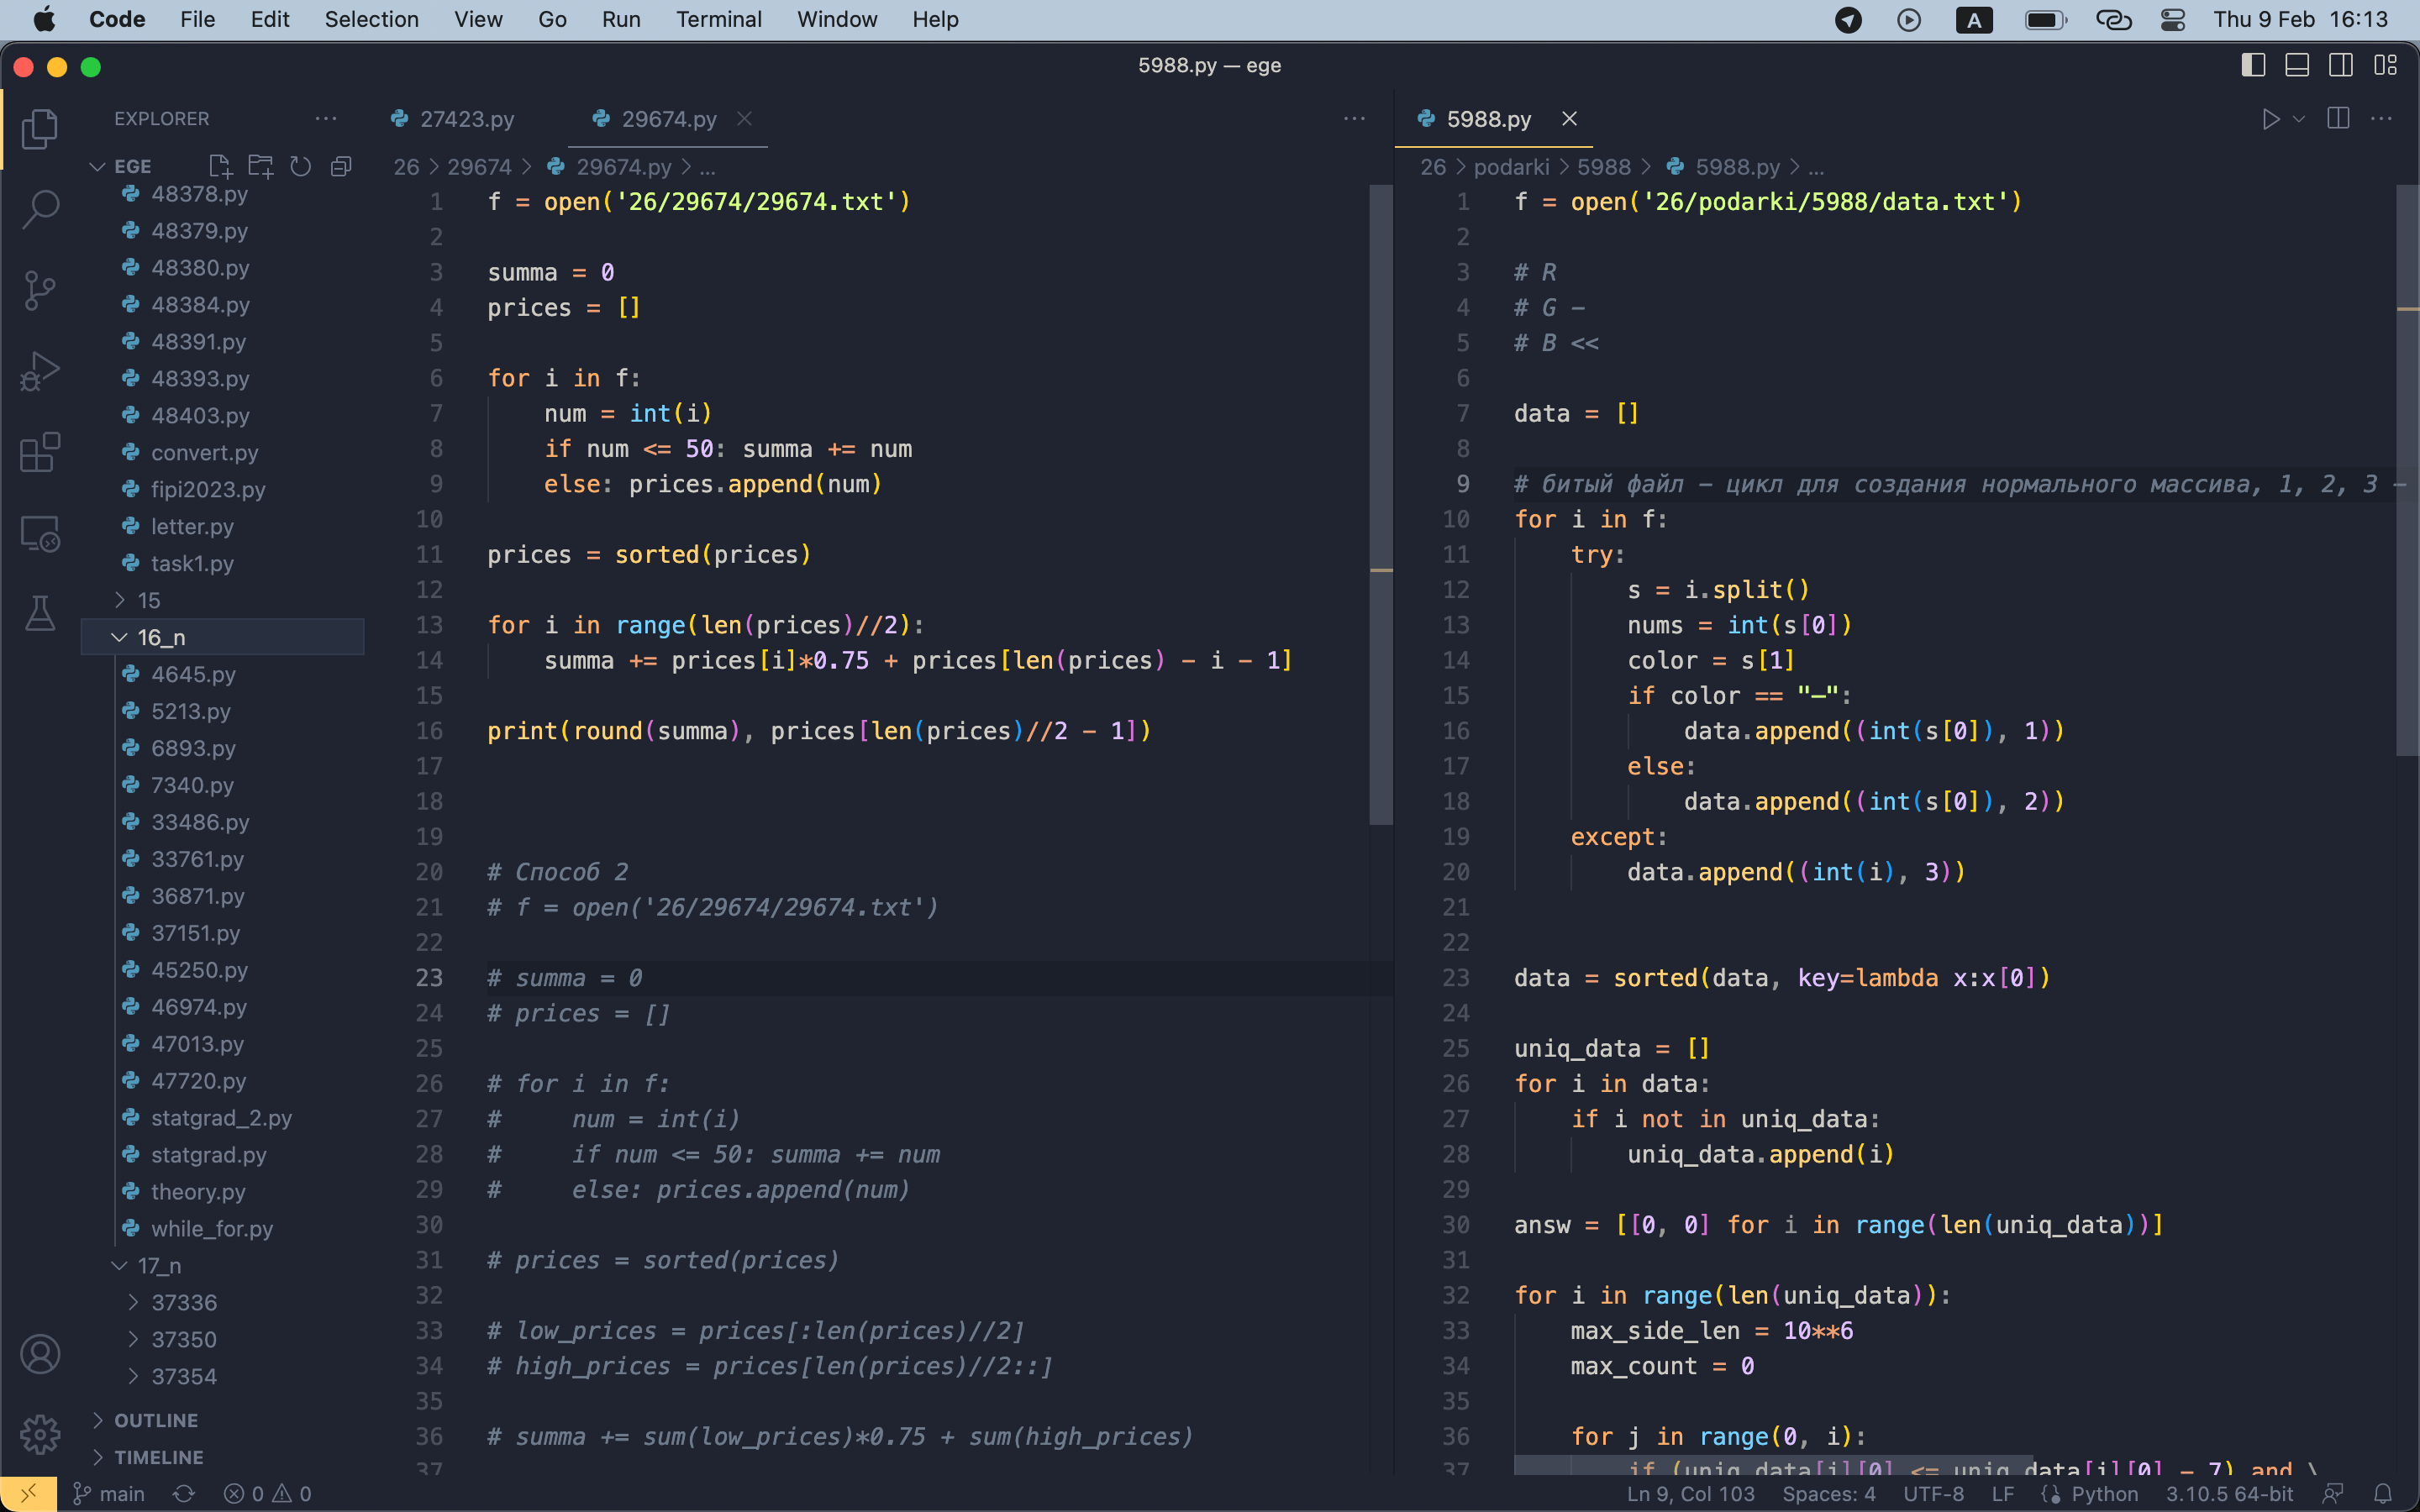 Code File Edit Selection View Go Run Terminal Window Help A Thu 9 Feb 16:13
5988.py — ege
EXPLORER
EGE
48378.py
48379.py
48380.py
48384.py
48391.py
48393.py
48403.py
convert.py
fipi2023.py
letter.py
task1.py
15
16_n
4645.py
5213.py
6893.py
7340.py
33486.py
33761.py
36871.py
37151.py
45250.py
46974.py
47013.py
47720.py
statgrad_2.py
statgrad.py
theory.py
while_for.py
17_n
37336
37350
37354
OUTLINE
TIMELINE
27423.py 29674.py
26 > 29674 > 29674.py > ...
1 f = open('26/29674/29674.txt')
2
3 summa = 0
4 prices = []
5
6 for i in f:
7     num = int(i)
8     if num <= 50: summa += num
9     else: prices.append(num)
10
11 prices = sorted(prices)
12
13 for i in range(len(prices)//2):
14     summa += prices[i]*0.75 + prices[len(prices) - i - 1]
15
16 print(round(summa), prices[len(prices)//2 - 1])
17
18
19
20 # Способ 2
21 # f = open('26/29674/29674.txt')
22
23 # summa = 0
24 # prices = []
25
26 # for i in f:
27 #     num = int(i)
28 #     if num <= 50: summa += num
29 #     else: prices.append(num)
30
31 # prices = sorted(prices)
32
33 # low_prices = prices[:len(prices)//2]
34 # high_prices = prices[len(prices)//2::]
35
36 # summa += sum(low_prices)*0.75 + sum(high_prices)
37
5988.py
26 > podarki > 5988 > 5988.py > ...
1 f = open('26/podarki/5988/data.txt')
2
3 # R
4 # G -
5 # B <<
6
7 data = []
8
9 # битый файл - цикл для создания нормального массива, 1, 2, 3 -
10 for i in f:
11     try:
12         s = i.split()
13         nums = int(s[0])
14         color = s[1]
15         if color == "—":
16             data.append((int(s[0]), 1))
17         else:
18             data.append((int(s[0]), 2))
19     except:
20         data.append((int(i), 3))
21
22
23 data = sorted(data, key=lambda x:x[0])
24
25 uniq_data = []
26 for i in data:
27     if i not in uniq_data:
28         uniq_data.append(i)
29
30 answ = [[0, 0] for i in range(len(uniq_data))]
31
32 for i in range(len(uniq_data)):
33     max_side_len = 10**6
34     max_count = 0
35
36     for j in range(0, i):
37         if (uniq_data[j][0] <= uniq_data[i][0] - 7) and \
main 0 0 Ln 9, Col 103 Spaces: 4 UTF-8 LF Python 3.10.5 64-bit